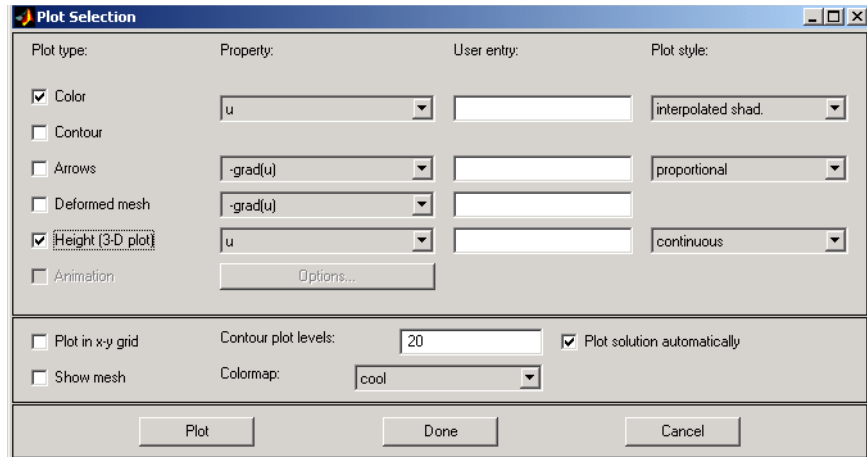 Plot Selection
Plot type: Property: User entry: Plot style:
Color u interpolated shad.
Contour
Arrows -grad(u) proportional
Deformed mesh -grad(u)
Height (3-D plot) u continuous
Animation Options...
Plot in x-y grid Contour plot levels: 20 Plot solution automatically
Show mesh Colormap: cool
Plot Done Cancel